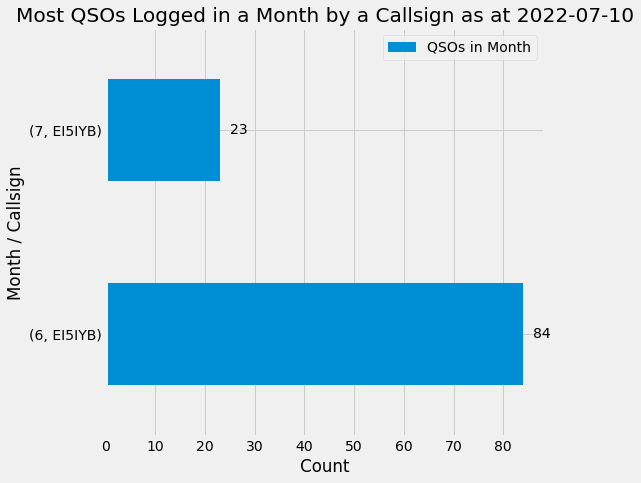 Most QSOs Logged in a Month by a Callsign as at 2022-07-10
QSOs in Month
(7, EI5IYB)
23
Month / Callsign
(6, EI5IYB)
84
0 10 20 30 40 50 60 70 80
Count